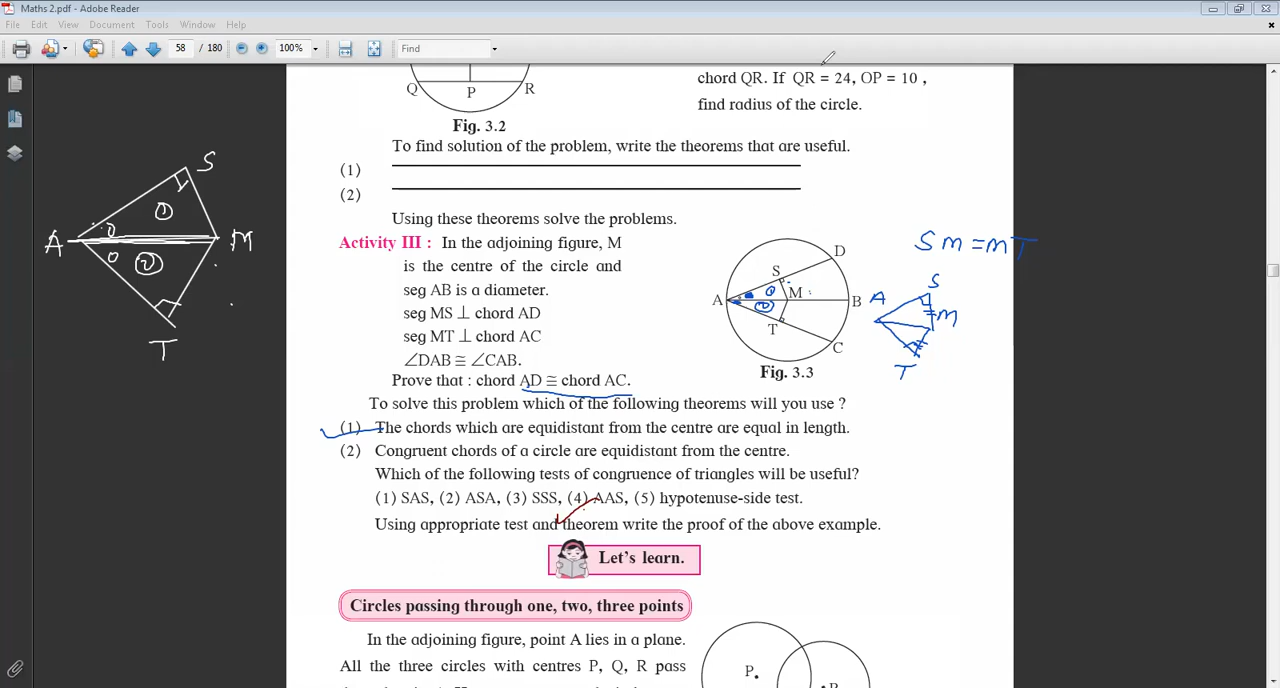 Maths 2.pdf - Adobe Reader
File Edit View Document Tools Window Help
58 / 180 100% Find
chord QR. If QR = 24, OP = 10 ,
find radius of the circle.
Q P R
Fig. 3.2
To find solution of the problem, write the theorems that are useful.
(1)
(2)
Using these theorems solve the problems.
Activity III : In the adjoining figure, M
is the centre of the circle and
seg AB is a diameter.
seg MS ⊥ chord AD
seg MT ⊥ chord AC
∠DAB ≅ ∠CAB.
Prove that : chord AD ≅ chord AC.
D
S
A M B
T
C
Fig. 3.3
S
① 
A M
②
T
SM = MT
S
A
M
T
To solve this problem which of the following theorems will you use ?
(1) The chords which are equidistant from the centre are equal in length.
(2) Congruent chords of a circle are equidistant from the centre.
Which of the following tests of congruence of triangles will be useful?
(1) SAS, (2) ASA, (3) SSS, (4) AAS, (5) hypotenuse-side test.
Using appropriate test and theorem write the proof of the above example.
Let's learn.
Circles passing through one, two, three points
In the adjoining figure, point A lies in a plane.
All the three circles with centres P, Q, R pass
P